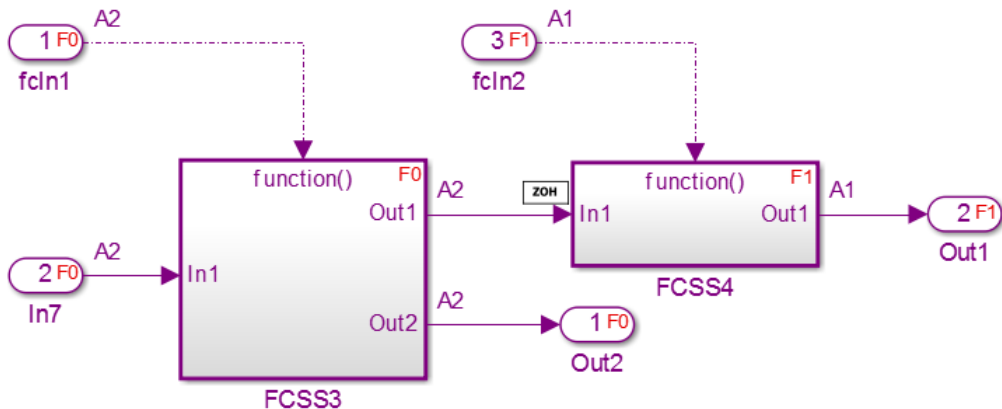 A2
A1
1 F0
3 F1
fcIn1
fcIn2
function()
F0
function()
F1
A2
ZOH
A1
Out1
In1
Out1
2 F1
A2
Out1
2 F0
In1
FCSS4
In7
A2
Out2
1 F0
Out2
FCSS3